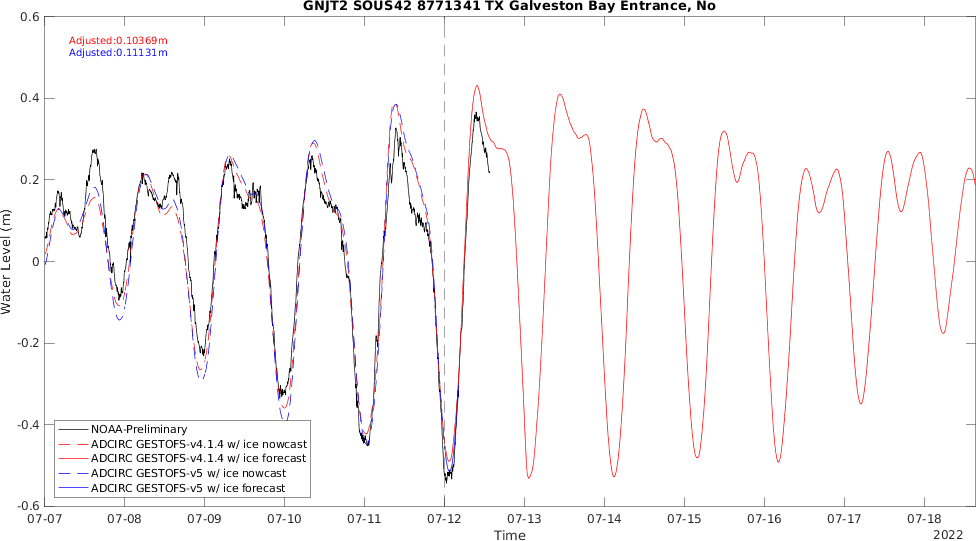 GNJT2 SOUS42 8771341 TX Galveston Bay Entrance, No
Adjusted:0.10369m
Adjusted:0.11131m
Water Level (m)
0.6
0.4
0.2
0
-0.2
-0.4
-0.6
NOAA-Preliminary
ADCIRC GESTOFS-v4.1.4 w/ ice nowcast
ADCIRC GESTOFS-v4.1.4 w/ ice forecast
ADCIRC GESTOFS-v5 w/ ice nowcast
ADCIRC GESTOFS-v5 w/ ice forecast
07-07 07-08 07-09 07-10 07-11 07-12 07-13 07-14 07-15 07-16 07-17 07-18
Time
2022